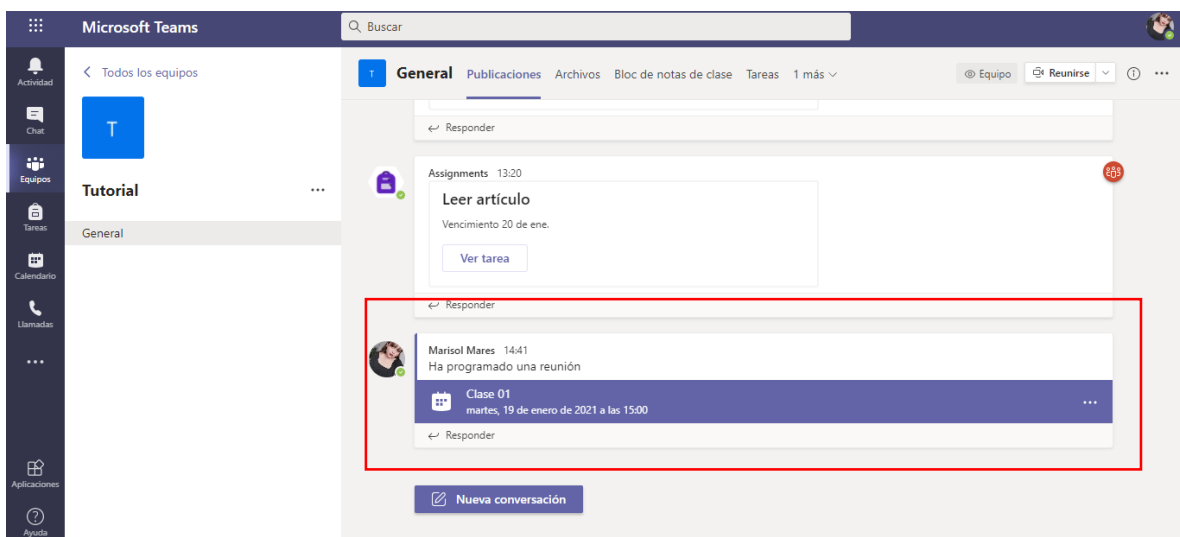 Microsoft Teams
Buscar
Actividad
Chat
Equipos
Tareas
Calendario
Llamadas
Aplicaciones
Ayuda
Todos los equipos
T
Tutorial
General
T
General Publicaciones Archivos Bloc de notas de clase Tareas 1 más
Equipo
Reunirse
Responder
Assignments 13:20
Leer artículo
Vencimiento 20 de ene.
Ver tarea
Responder
Marisol Mares 14:41
Ha programado una reunión
Clase 01
martes, 19 de enero de 2021 a las 15:00
Responder
Nueva conversación